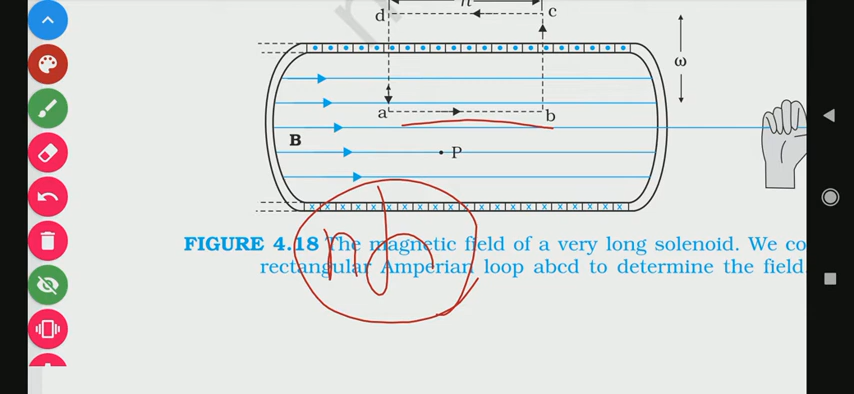 h
d
c
ω
a
b
B
P
FIGURE 4.18 The magnetic field of a very long solenoid. We co
rectangular Amperian loop abcd to determine the field